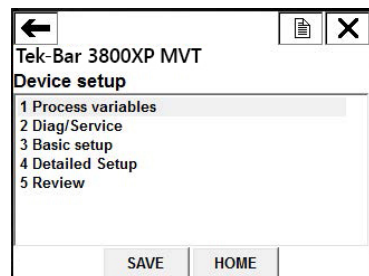 Tek-Bar 3800XP MVT
Device setup
1 Process variables
2 Diag/Service
3 Basic setup
4 Detailed Setup
5 Review
SAVE HOME